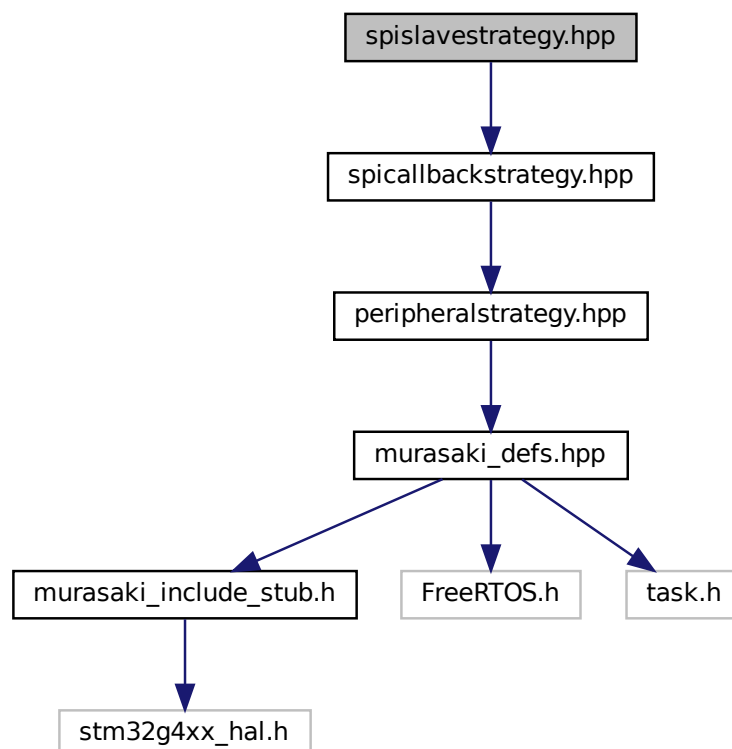 spislavestrategy.hpp
spicallbackstrategy.hpp
peripheralstrategy.hpp
murasaki_defs.hpp
murasaki_include_stub.h
FreeRTOS.h
task.h
stm32g4xx_hal.h